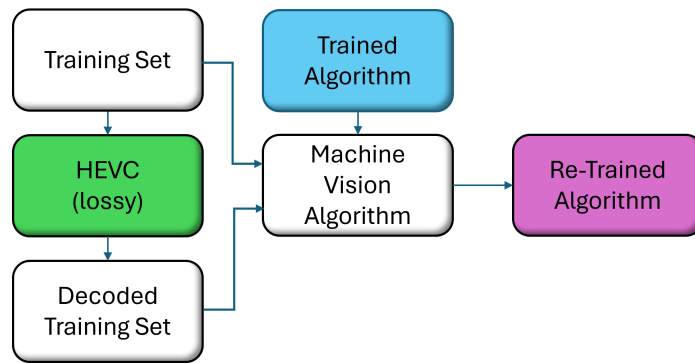 Training Set
HEVC
(lossy)
Decoded
Training Set
Trained
Algorithm
Machine
Vision
Algorithm
Re-Trained
Algorithm